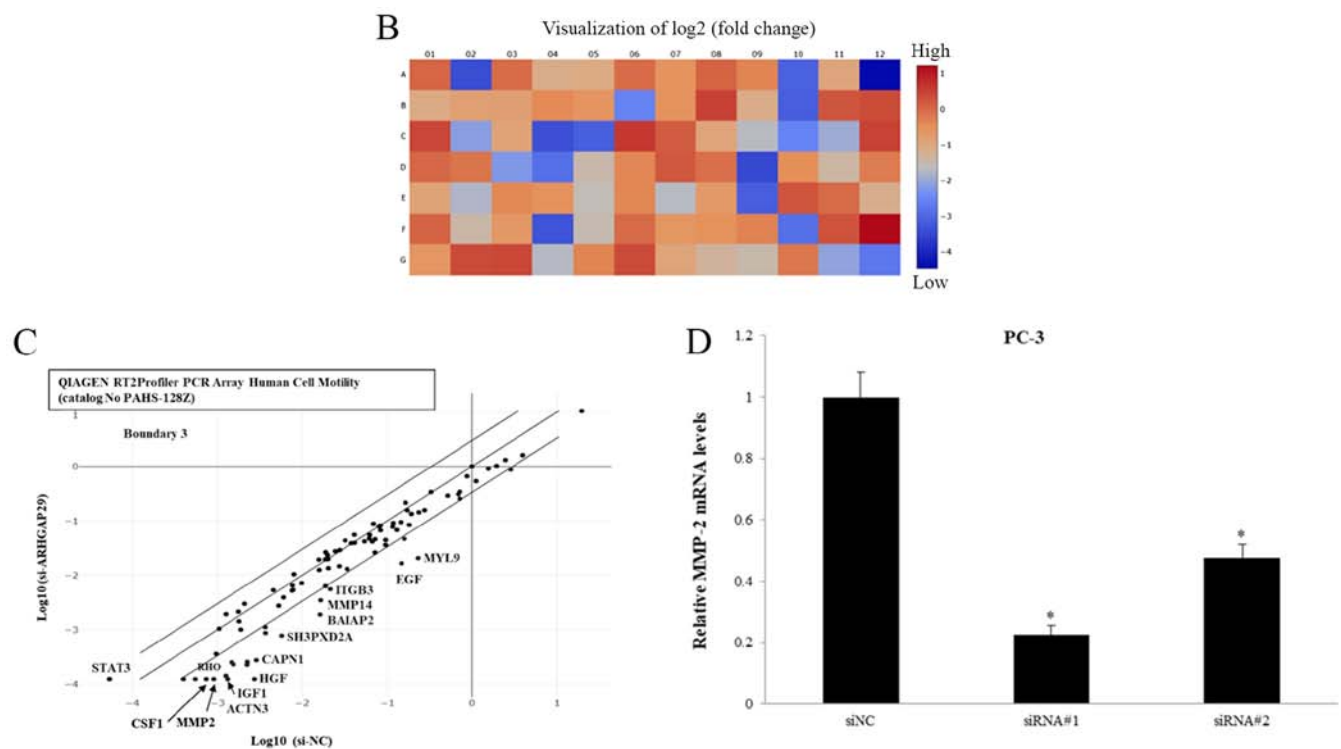 B
Visualization of log2 (fold change)
High
01 02 03 04 05 06 07 08 09 10 11 12
A
B
C
D
E
F
G
1
0
-1
-2
-3
-4
Low
C
QIAGEN RT2Profiler PCR Array Human Cell Motility
(catalog No PAHS-128Z)
1
Boundary 3
0
−1
−2
−3
−4
Log10 (si-ARHGAP29)
MYL9
EGF
ITGB3
MMP14
BAIAP2
SH3PXD2A
STAT3
RHO
CAPN1
HGF
IGF1
ACTN3
CSF1
MMP2
−4 −3 −2 −1 0 1
Log10 (si-NC)
D
PC-3
Relative MMP-2 mRNA levels
1.2
1
0.8
0.6
0.4
0.2
0
*
*
siNC siRNA#1 siRNA#2